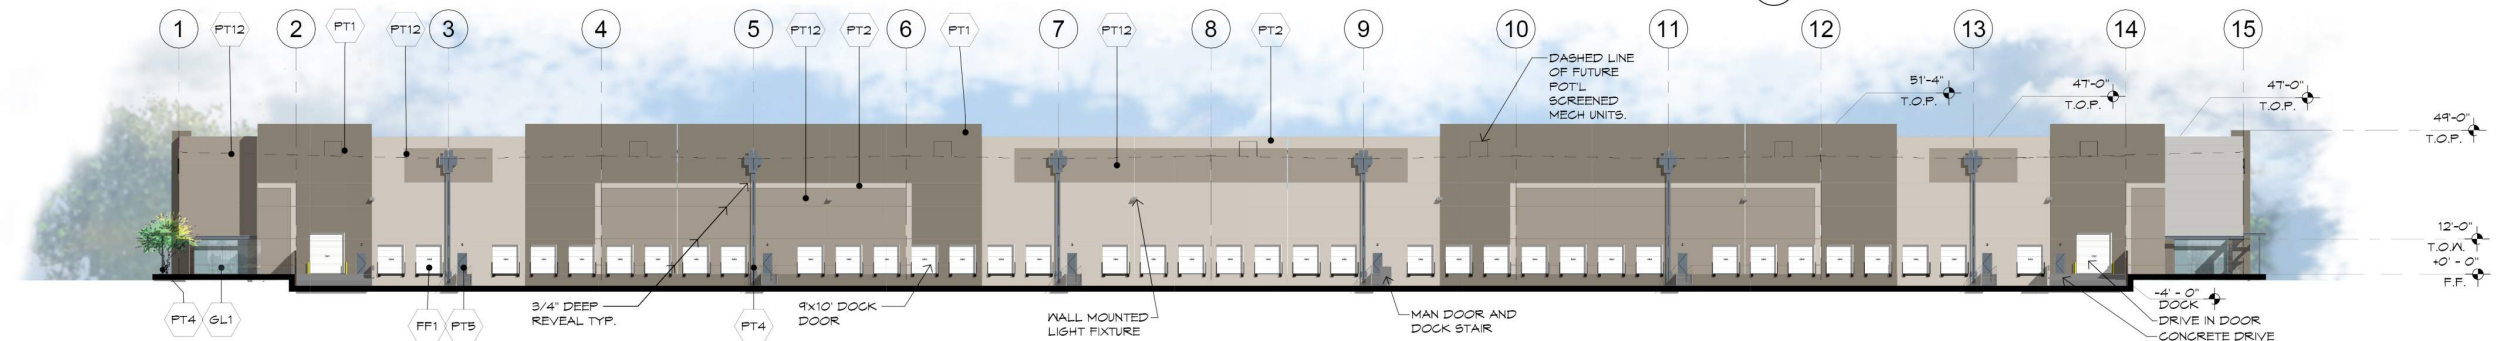 1
PT12
2
PT1
PT12
3
4
5
PT12
PT2
6
PT1
7
PT12
8
PT2
9
10
11
12
13
14
15
DASHED LINE
OF FUTURE
POT'L
SCREENED
MECH UNITS.
51'-4"
T.O.P.
47'-0"
T.O.P.
47'-0"
T.O.P.
49'-0"
T.O.P.
12'-0"
T.O.W.
+0' - 0"
F.F.
-4' - 0"
DOCK
DRIVE IN DOOR
CONCRETE DRIVE
PT4
GL1
FF1
PT5
3/4" DEEP
REVEAL TYP.
PT4
9x10' DOCK
DOOR
WALL MOUNTED
LIGHT FIXTURE
MAN DOOR AND
DOCK STAIR